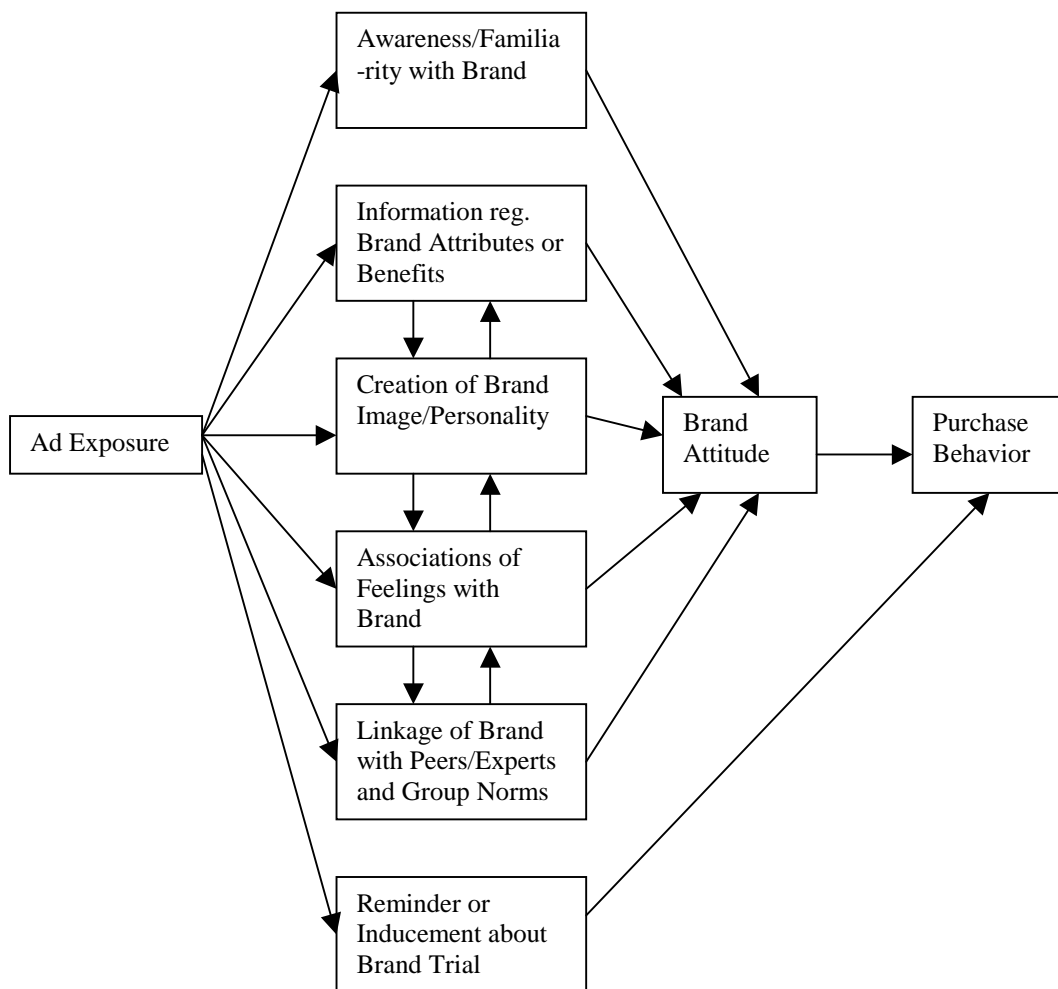 Awareness/Familia
-rity with Brand
Information reg.
Brand Attributes or
Benefits
Creation of Brand
Image/Personality
Ad Exposure
Brand
Attitude
Purchase
Behavior
Associations of
Feelings with
Brand
Linkage of Brand
with Peers/Experts
and Group Norms
Reminder or
Inducement about
Brand Trial